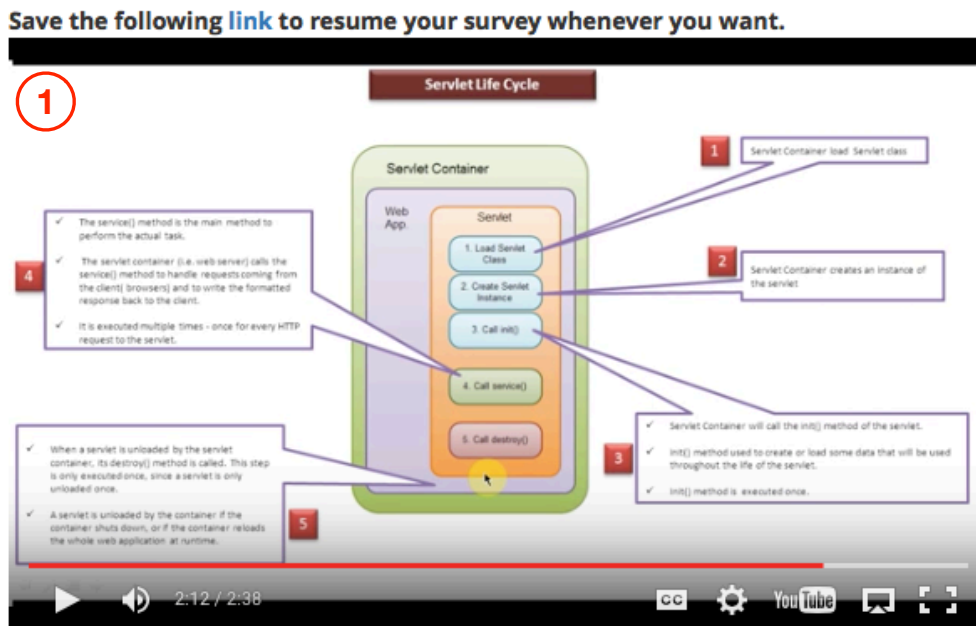 Save the following link to resume your survey whenever you want.
1
Servlet Life Cycle
Servlet Container
Web
App.
Servlet
1. Load Servlet
Class
2. Create Servlet
Instance
3. Call init()
4. Call service()
5. Call destroy()
1
Servlet Container load Servlet class
2
Servlet Container creates an instance of
the servlet
3
✓ Servlet Container will call the init() method of the servlet.
✓ Init() method used to create or load some data that will be used
throughout the life of the servlet.
✓ Init() method is executed once.
4
✓ The service() method is the main method to
perform the actual task.
✓ The servlet container (i.e. web server) calls the
service() method to handle requests coming from
the client( browsers) and to write the formatted
response back to the client.
✓ It is executed multiple times - once for every HTTP
request to the servlet.
5
✓ When a servlet is unloaded by the servlet
container, its destroy() method is called. This step
is only executed once, since a servlet is only
unloaded once.
✓ A servlet is unloaded by the container if the
container shuts down, or if the container reloads
the whole web application at runtime.
2:12 / 2:38
CC
YouTube